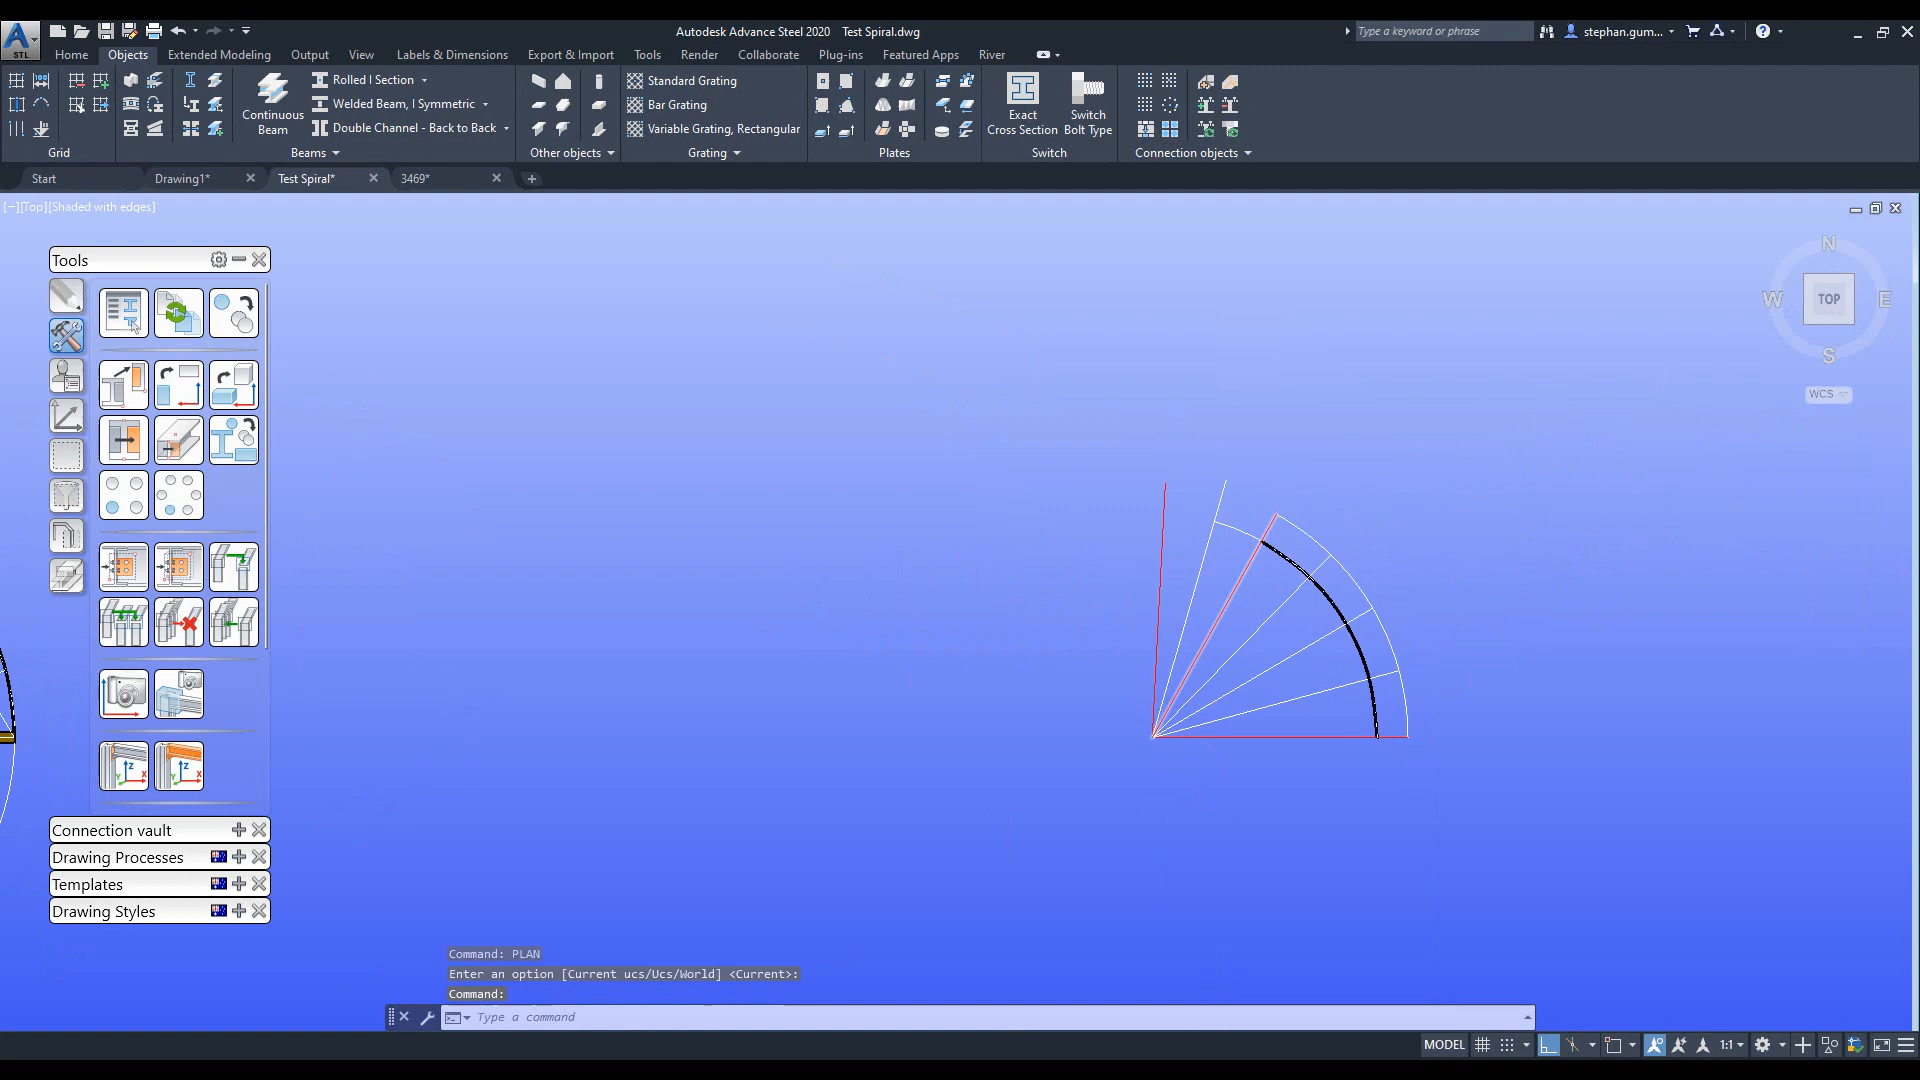 Autodesk Advance Steel 2020 Test Spiral.dwg
Type a keyword or phrase
stephan.gum...
STL
Home Objects Extended Modeling Output View Labels & Dimensions Export & Import Tools Render Collaborate Plug-ins Featured Apps River
Rolled I Section
Welded Beam, I Symmetric
Double Channel - Back to Back
Continuous
Beam
Standard Grating
Bar Grating
Variable Grating, Rectangular
Exact
Cross Section
Switch
Bolt Type
Grid Beams Other objects Grating Plates Switch Connection objects
Start Drawing1* Test Spiral* 3469*
[−][Top][Shaded with edges]
N
W TOP E
S
WCS
Tools
Connection vault
Drawing Processes
Templates
Drawing Styles
Command: PLAN
Enter an option [Current ucs/Ucs/World] <Current>:
Command:
Type a command
MODEL 1:1